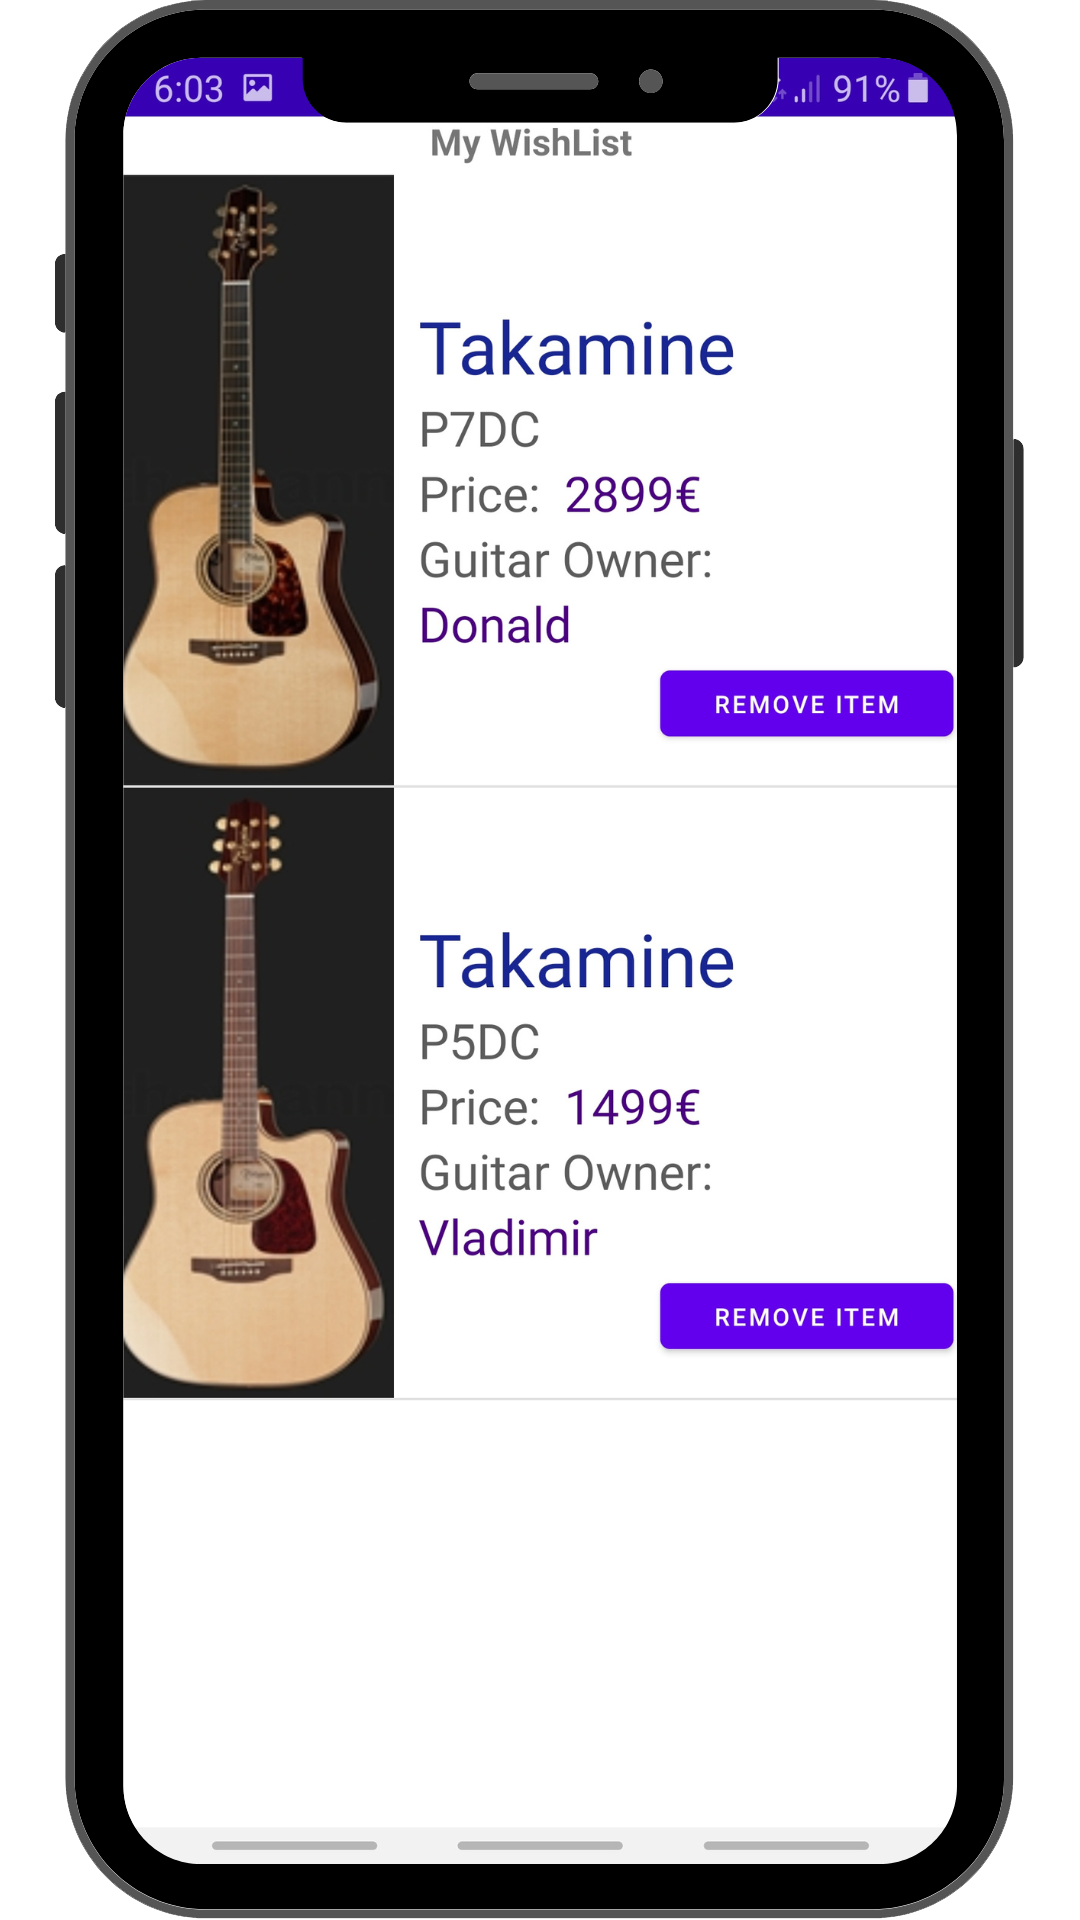 6:03 91%
My WishList
Takamine
P7DC
Price: 2899€
Guitar Owner:
Donald
REMOVE ITEM
Takamine
P5DC
Price: 1499€
Guitar Owner:
Vladimir
REMOVE ITEM